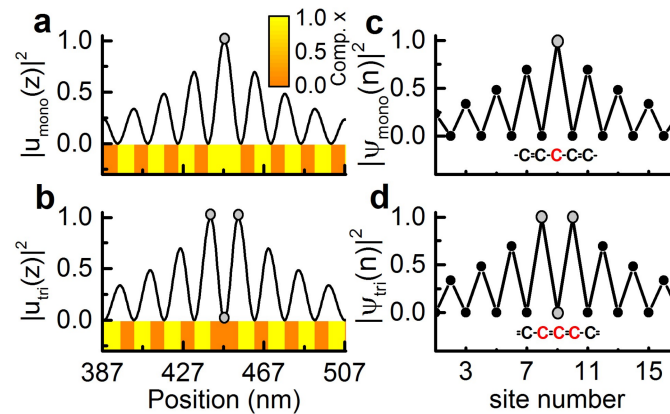 a
1.0
0.5
0.0
|u_mono(z)|²
1.0
0.5
0.0
Comp. x
b
1.0
0.5
0.0
|u_tri(z)|²
387 427 467 507
Position (nm)
c
1.0
0.5
0.0
|Ψ_mono(n)|²
-C=C-C-C=C-
d
1.0
0.5
0.0
|Ψ_tri(n)|²
=C-C=C=C-C=
3 7 11 15
site number